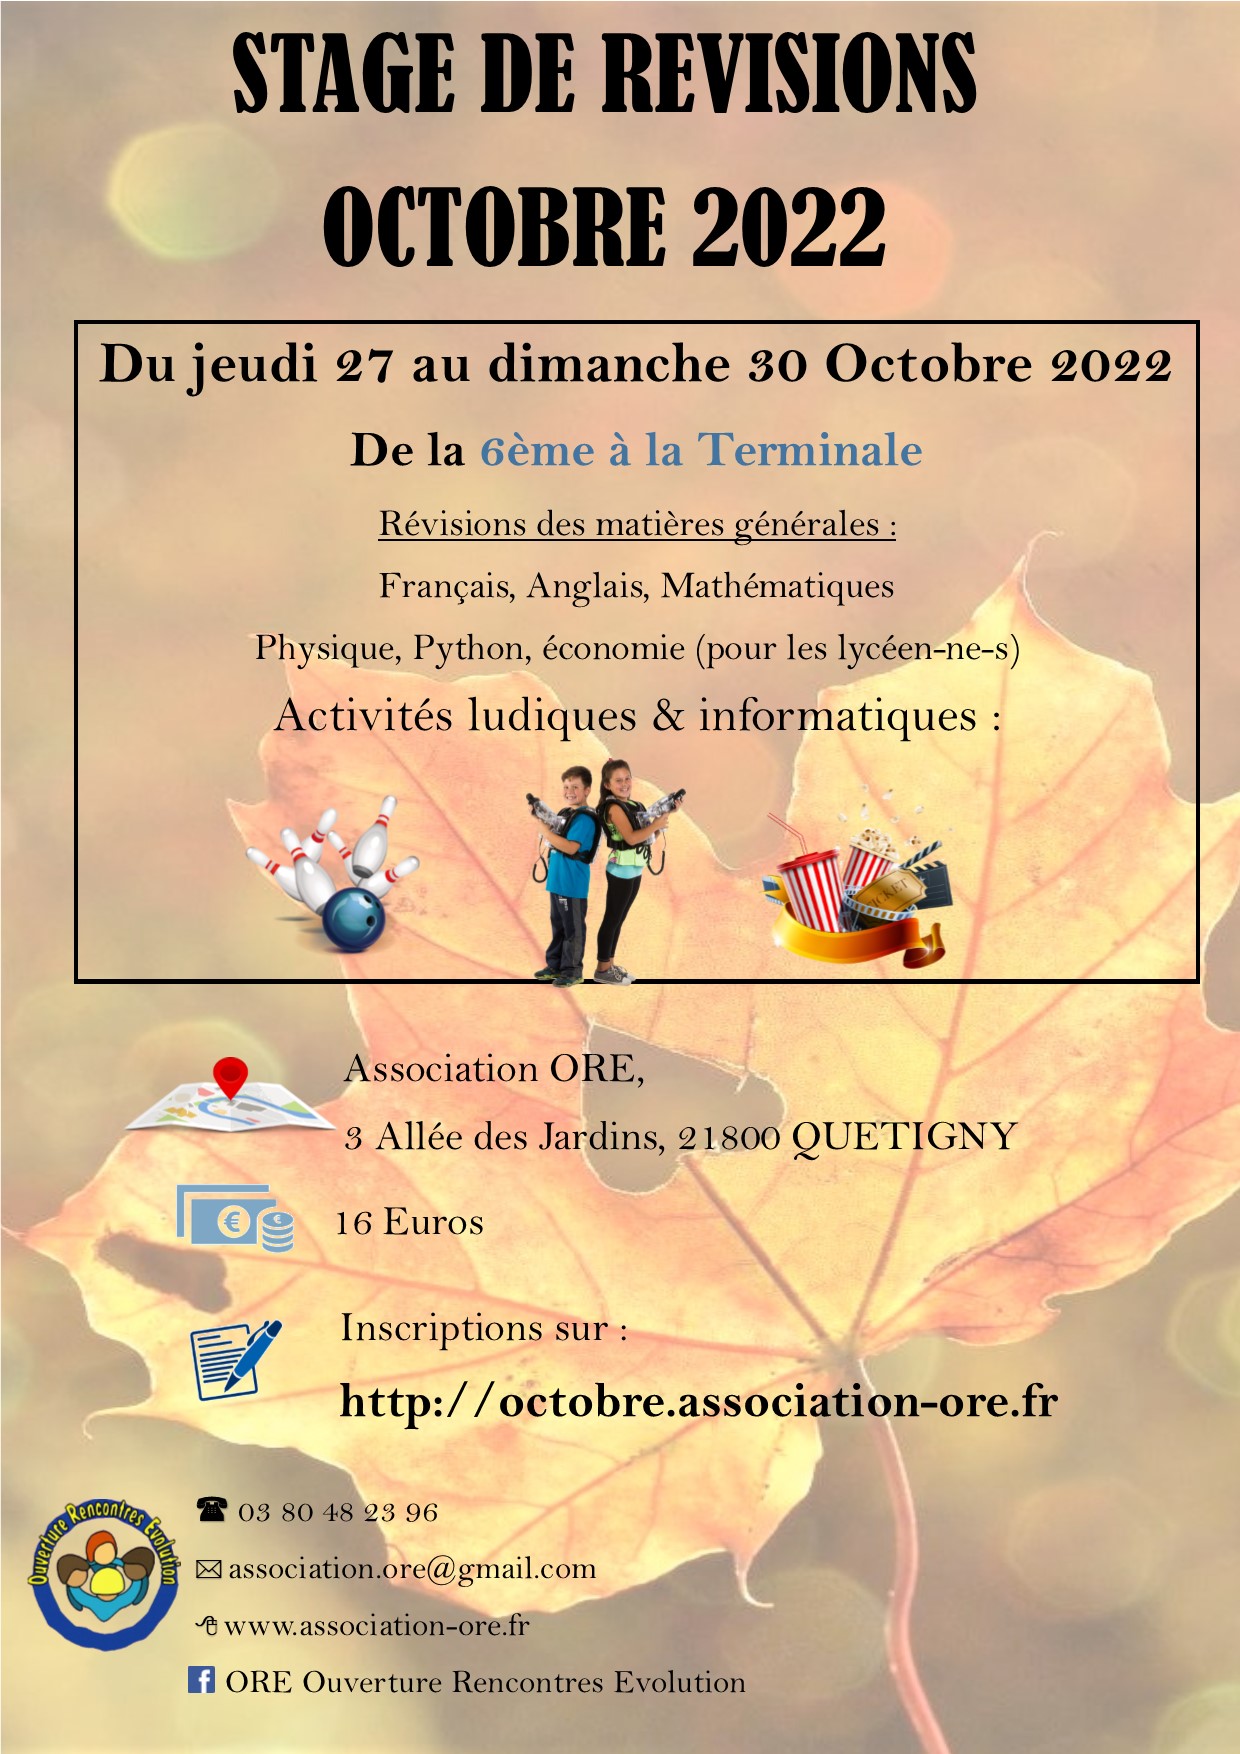 STAGE DE REVISIONS
OCTOBRE 2022
Du jeudi 27 au dimanche 30 Octobre 2022
De la 6ème à la Terminale
Révisions des matières générales :
Français, Anglais, Mathématiques
Physique, Python, économie (pour les lycéen-ne-s)
Activités ludiques & informatiques :
TICKET
Association ORE,
3 Allée des Jardins, 21800 QUETIGNY
16 Euros
Inscriptions sur :
http://octobre.association-ore.fr
Ouverture Rencontres Evolution
03 80 48 23 96
association.ore@gmail.com
www.association-ore.fr
ORE Ouverture Rencontres Evolution